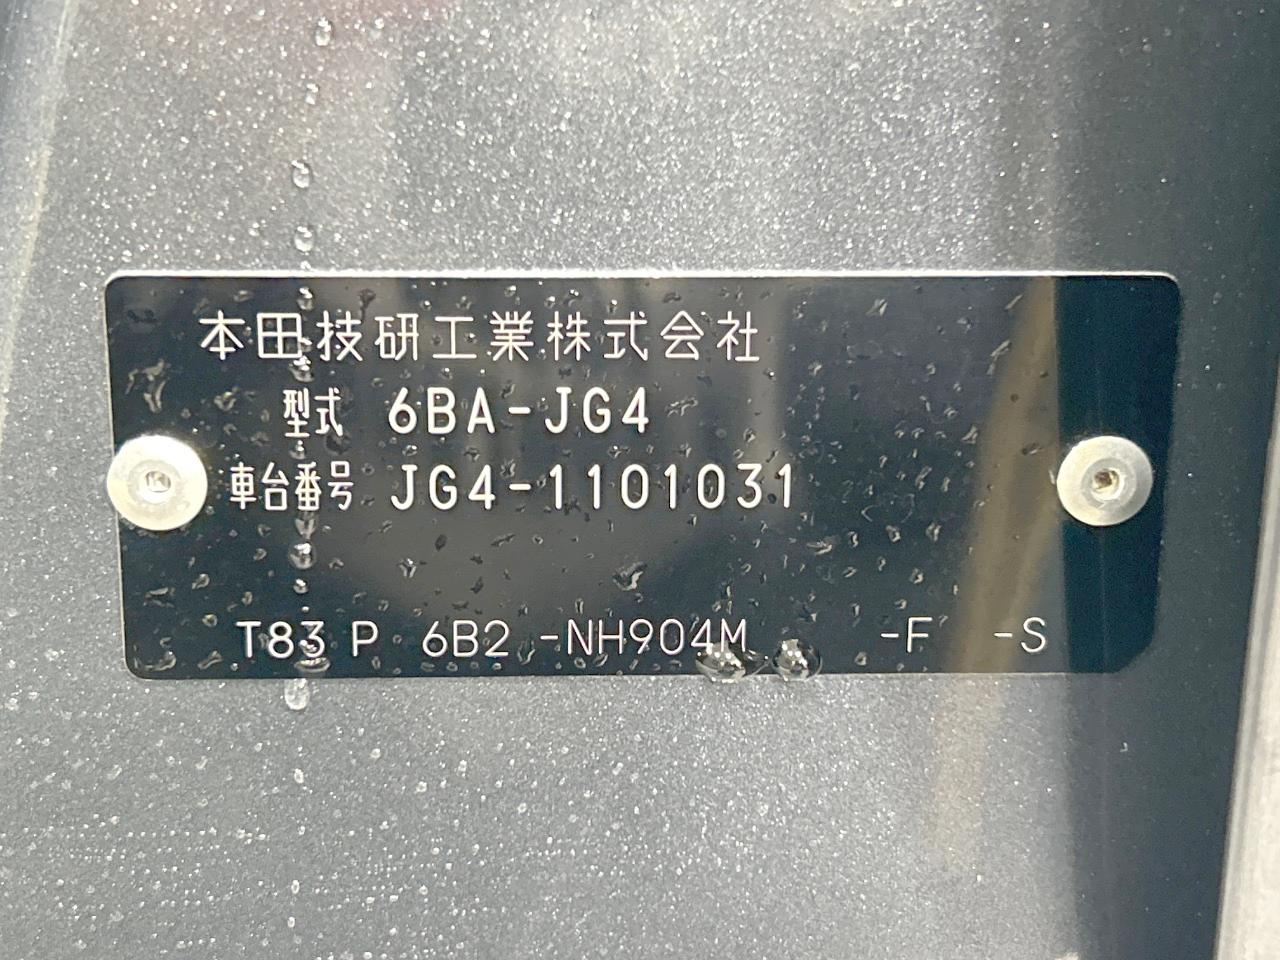 本田技研工業株式会社
型式 6BA-JG4
車台番号 JG4-1101031
T83 P 6B2 -NH904M -F -S